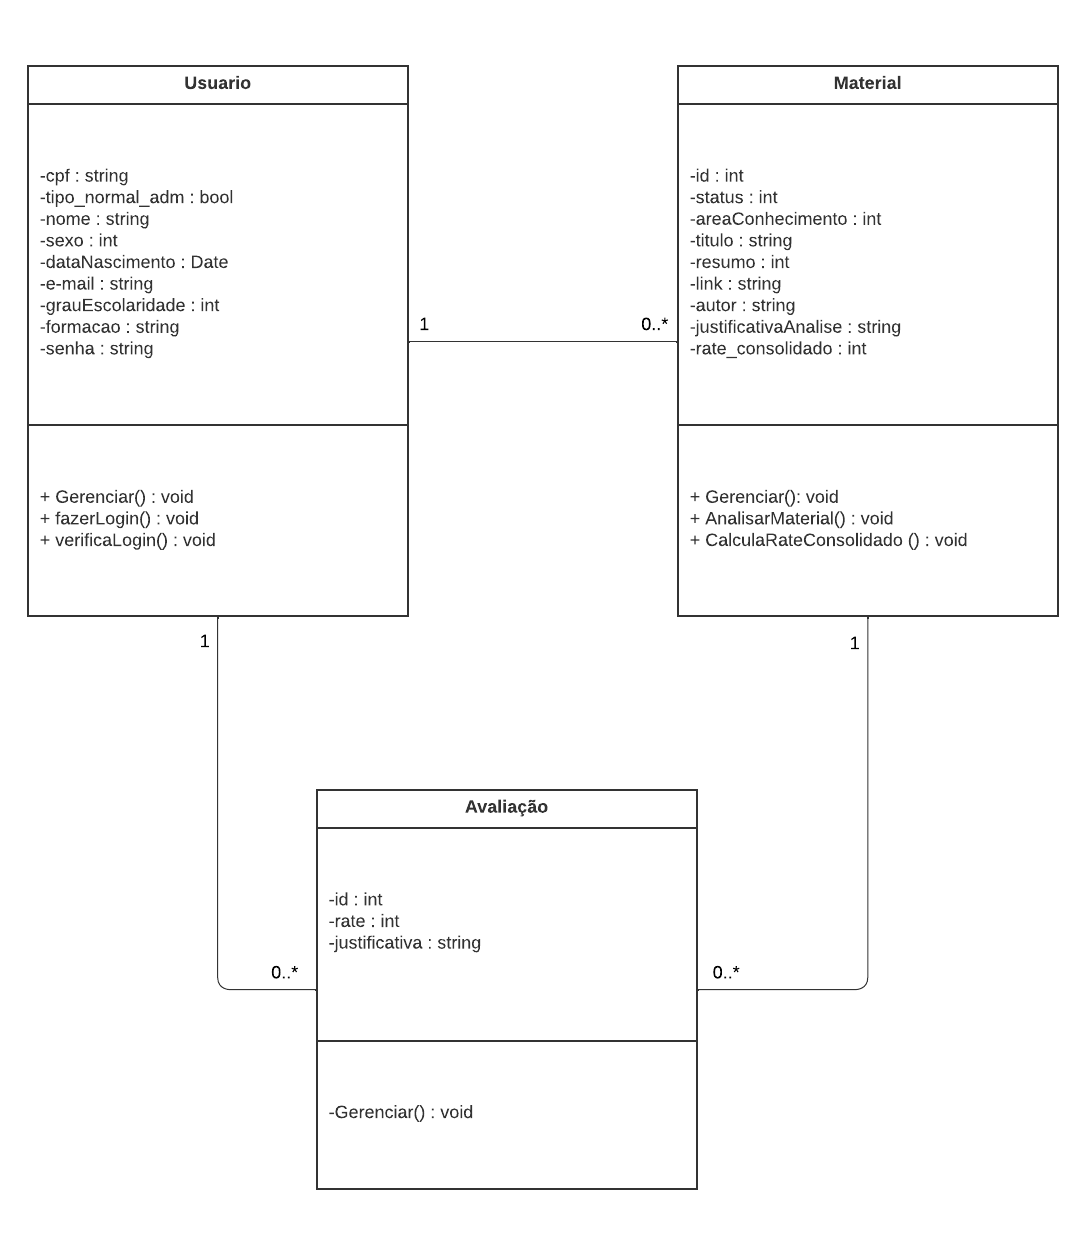 Usuario
-cpf : string
-tipo_normal_adm : bool
-nome : string
-sexo : int
-dataNascimento : Date
-e-mail : string
-grauEscolaridade : int
-formacao : string
-senha : string
+ Gerenciar() : void
+ fazerLogin() : void
+ verificaLogin() : void
Material
-id : int
-status : int
-areaConhecimento : int
-titulo : string
-resumo : int
-link : string
-autor : string
-justificativaAnalise : string
-rate_consolidado : int
+ Gerenciar(): void
+ AnalisarMaterial() : void
+ CalculaRateConsolidado () : void
1
0..*
1
1
Avaliação
-id : int
-rate : int
-justificativa : string
0..*
0..*
-Gerenciar() : void